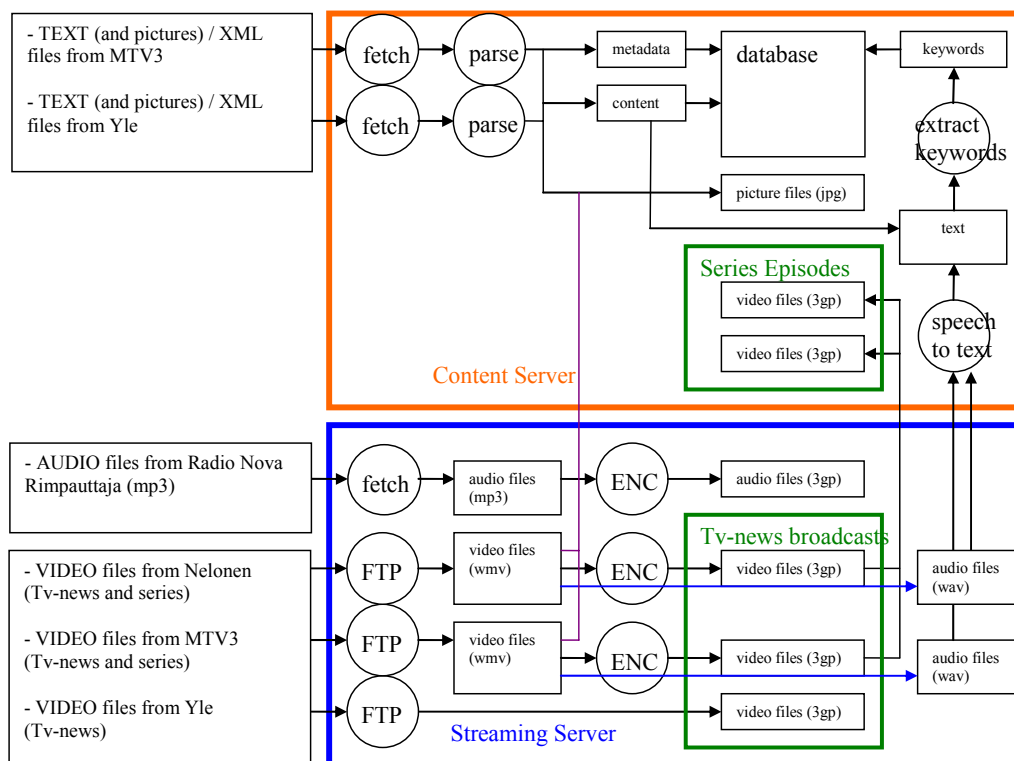 - TEXT (and pictures) / XML
files from MTV3
- TEXT (and pictures) / XML
files from Yle
fetch
parse
metadata
database
keywords
fetch
parse
content
extract
keywords
picture files (jpg)
text
Series Episodes
video files (3gp)
video files (3gp)
speech
to text
Content Server
- AUDIO files from Radio Nova
Rimpauttaja (mp3)
fetch
audio files
(mp3)
ENC
audio files (3gp)
Tv-news broadcasts
- VIDEO files from Nelonen
(Tv-news and series)
- VIDEO files from MTV3
(Tv-news and series)
- VIDEO files from Yle
(Tv-news)
FTP
video files
(wmv)
ENC
video files (3gp)
audio files
(wav)
FTP
video files
(wmv)
ENC
video files (3gp)
audio files
(wav)
FTP
video files (3gp)
Streaming Server